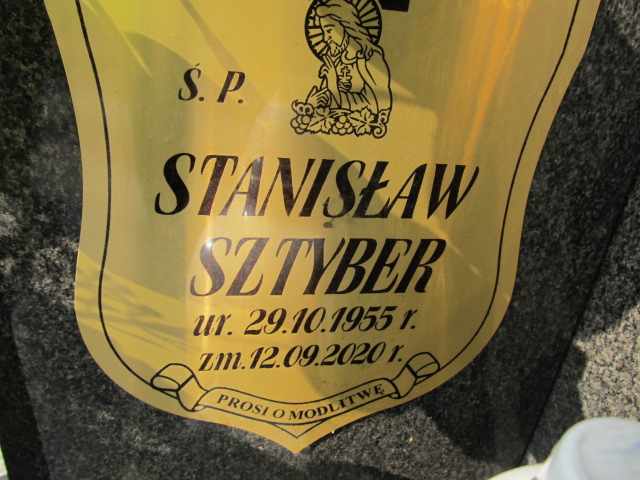 Ś. P.
STANISŁAW
SZTYBER
ur. 29.10.1955 r.
zm. 12.09.2020 r.
PROSI O MODLITWĘ